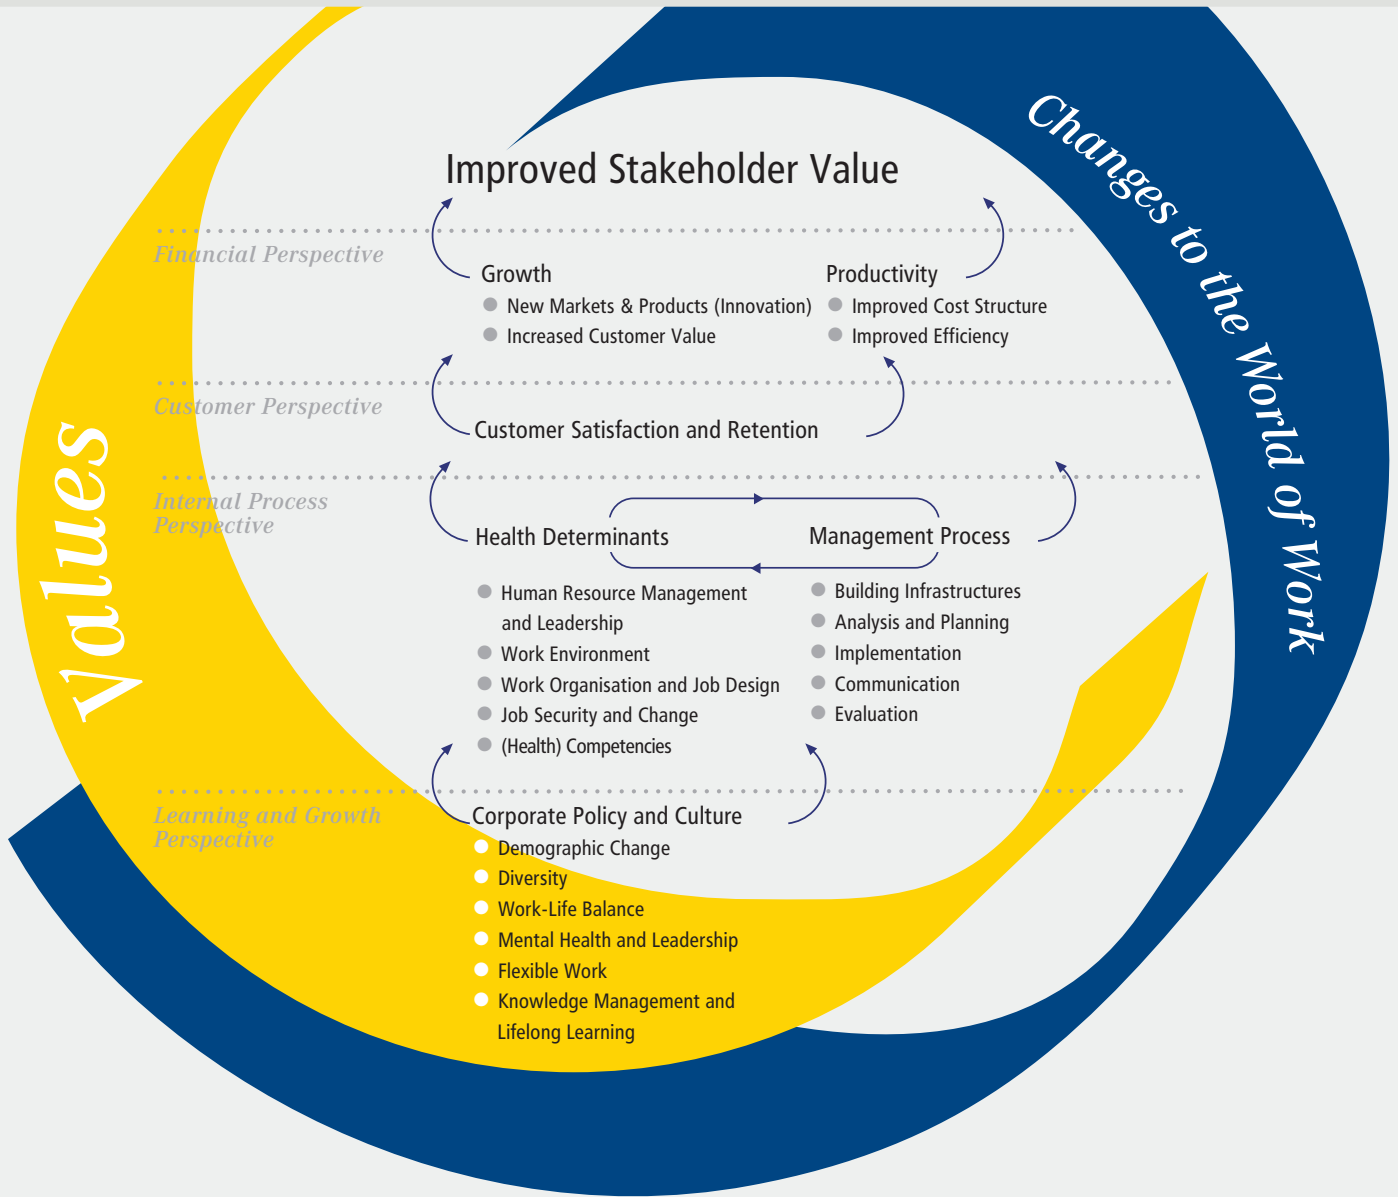 Improved Stakeholder Value
Changes to the World of Work
Values
Financial Perspective
Growth
New Markets & Products (Innovation)
Increased Customer Value
Productivity
Improved Cost Structure
Improved Efficiency
Customer Perspective
Customer Satisfaction and Retention
Internal Process
Perspective
Health Determinants
Human Resource Management
and Leadership
Work Environment
Work Organisation and Job Design
Job Security and Change
(Health) Competencies
Management Process
Building Infrastructures
Analysis and Planning
Implementation
Communication
Evaluation
Learning and Growth
Perspective
Corporate Policy and Culture
Demographic Change
Diversity
Work-Life Balance
Mental Health and Leadership
Flexible Work
Knowledge Management and
Lifelong Learning